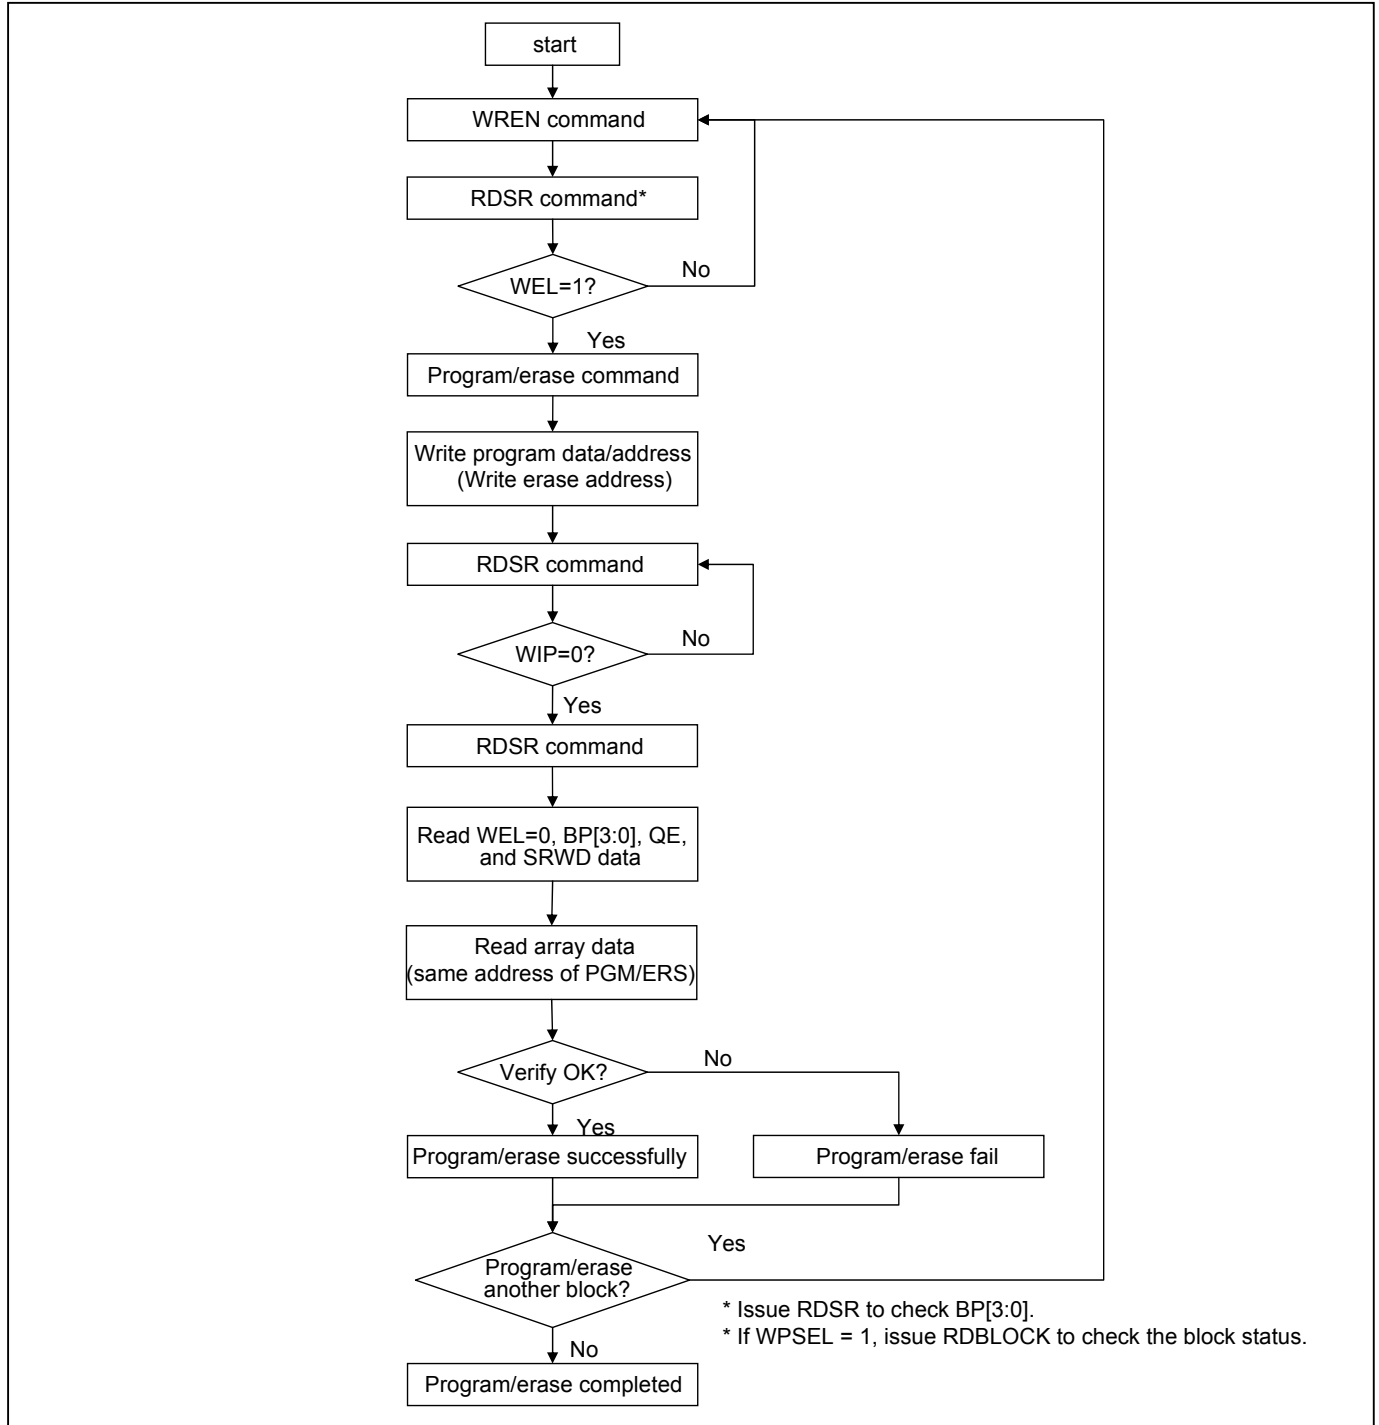 start
WREN command
RDSR command*
WEL=1?
No
Yes
Program/erase command
Write program data/address
(Write erase address)
RDSR command
WIP=0?
No
Yes
RDSR command
Read WEL=0, BP[3:0], QE,
and SRWD data
Read array data
(same address of PGM/ERS)
Verify OK?
No
Yes
Program/erase successfully
Program/erase fail
Program/erase
another block?
Yes
* Issue RDSR to check BP[3:0].
* If WPSEL = 1, issue RDBLOCK to check the block status.
No
Program/erase completed